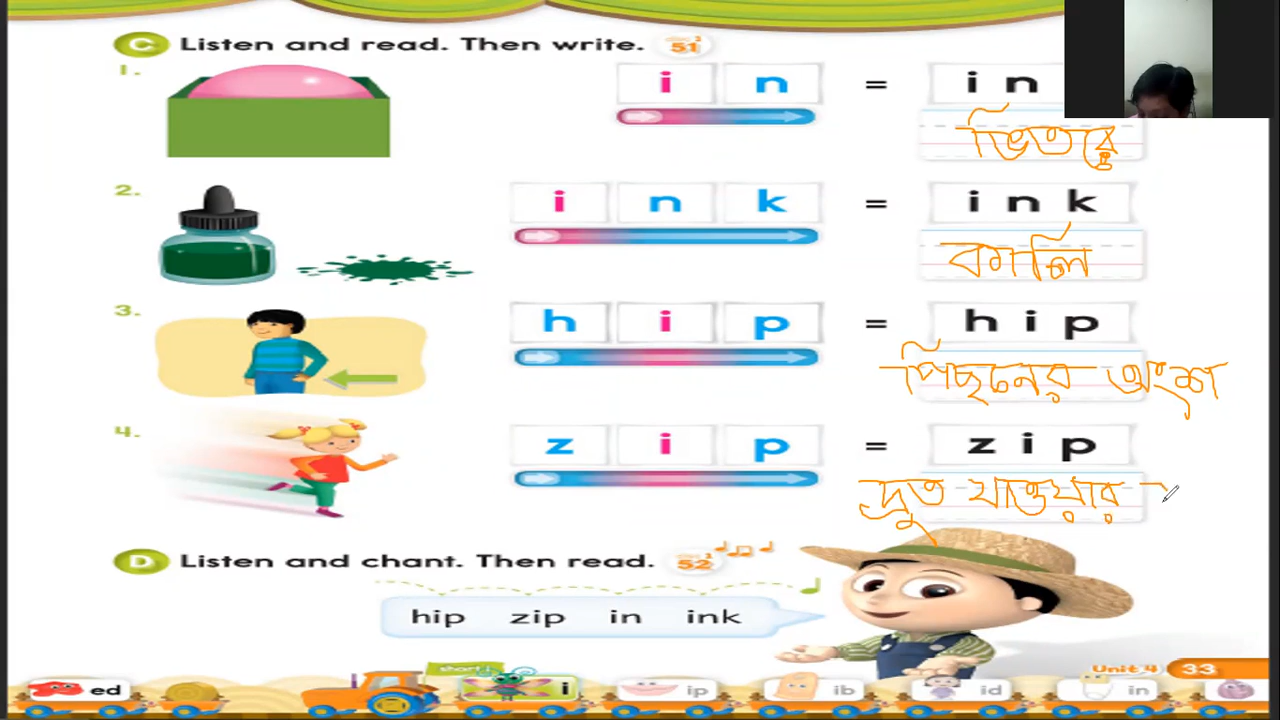 C Listen and read. Then write. 51
1. i n = in
ভিতরে
2. i n k = ink
কালি
3. h i p = hip
পিছনের অংশ
4. z i p = zip
দ্রুত যাওয়ার
D Listen and chant. Then read. 52
hip zip in ink
Unit 4 33
ed short i ip ib id in